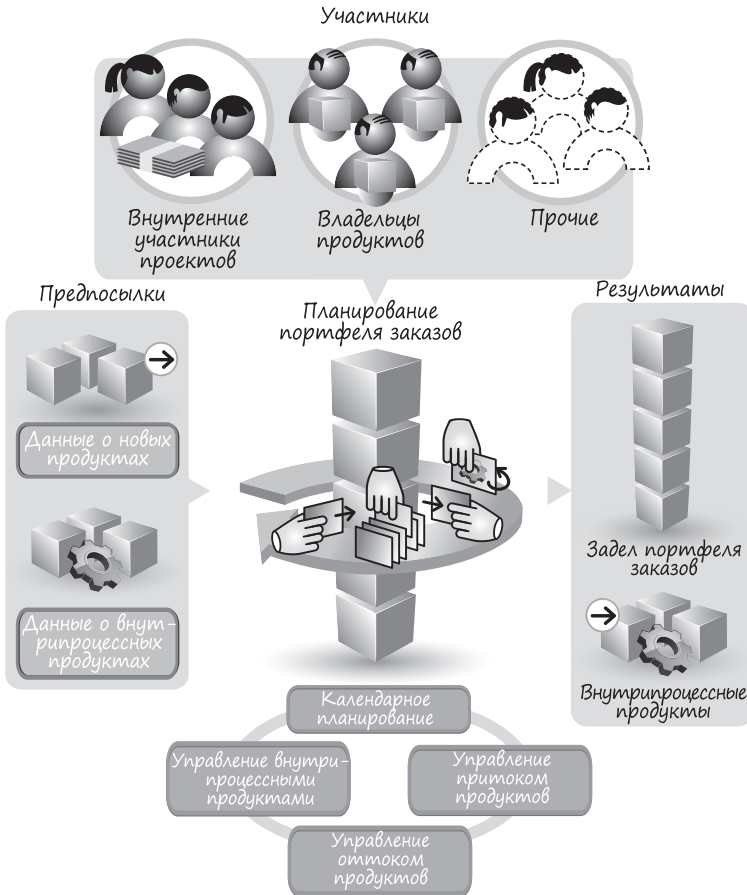 Участники
Внутренние
участники
проектов
Владельцы
продуктов
Прочие
Предпосылки
Данные о новых
продуктах
Данные о внут-
рипроцессных
продуктах
Планирование
портфеля заказов
Результаты
Задел портфеля
заказов
Внутрипроцессные
продукты
Календарное
планирование
Управление внутри-
процессными
продуктами
Управление
притоком
продуктов
Управление
оттоком
продуктов